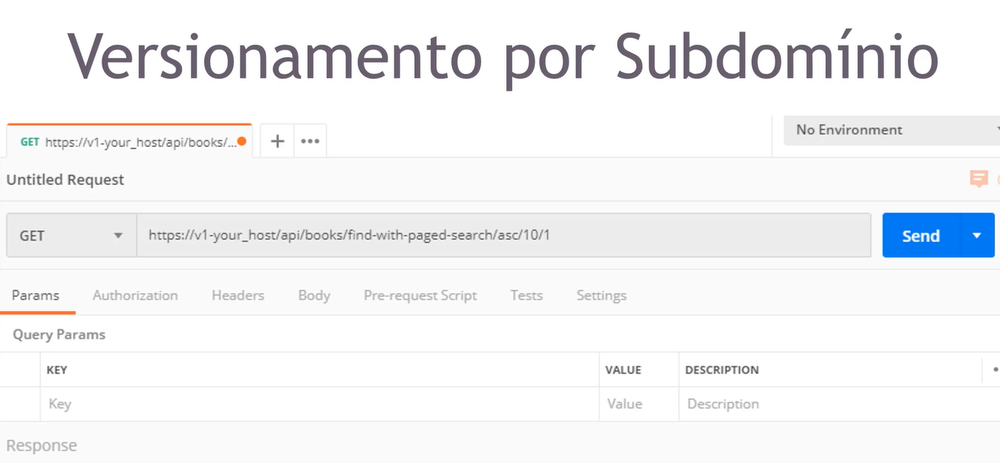 Versionamento por Subdomínio
GET https://v1-your_host/api/books/...
No Environment
Untitled Request
GET https://v1-your_host/api/books/find-with-paged-search/asc/10/1 Send
Params Authorization Headers Body Pre-request Script Tests Settings
Query Params
KEY VALUE DESCRIPTION
Key Value Description
Response